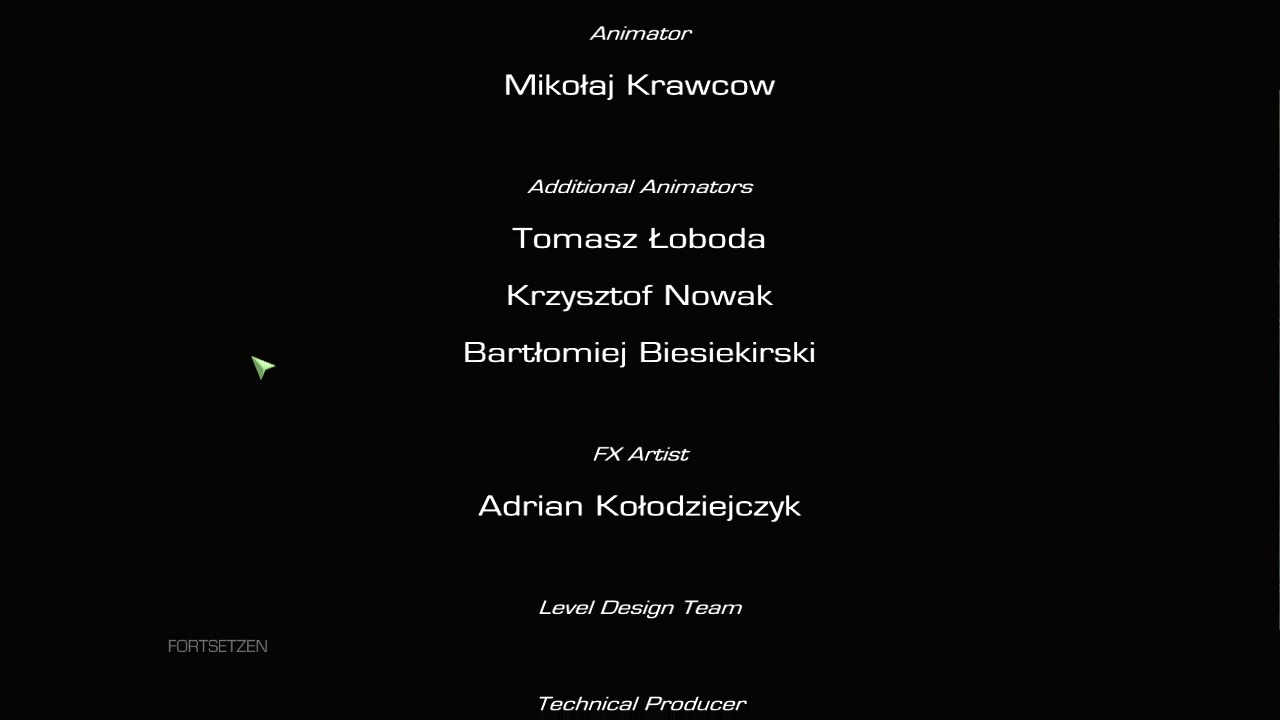 Animator
Mikołaj Krawcow
Additional Animators
Tomasz Łoboda
Krzysztof Nowak
Bartłomiej Biesiekirski
FX Artist
Adrian Kołodziejczyk
Level Design Team
FORTSETZEN
Technical Producer